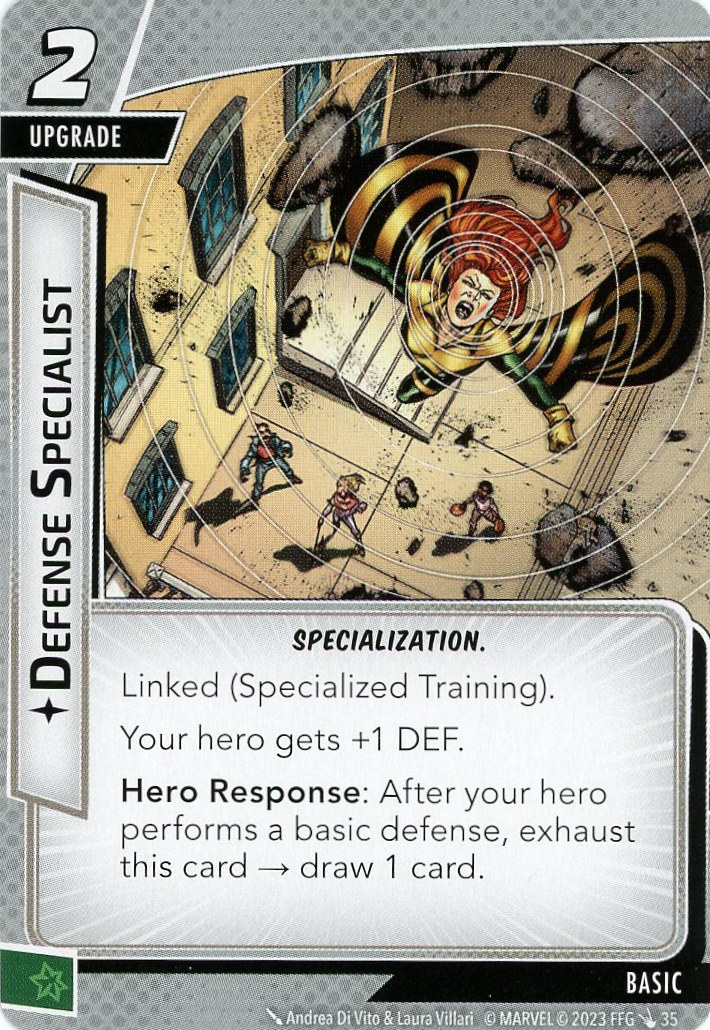 2
UPGRADE
DEFENSE SPECIALIST
SPECIALIZATION.
Linked (Specialized Training).
Your hero gets +1 DEF.
Hero Response: After your hero
performs a basic defense, exhaust
this card → draw 1 card.
BASIC
Andrea Di Vito & Laura Villari © MARVEL © 2023 FFG 35